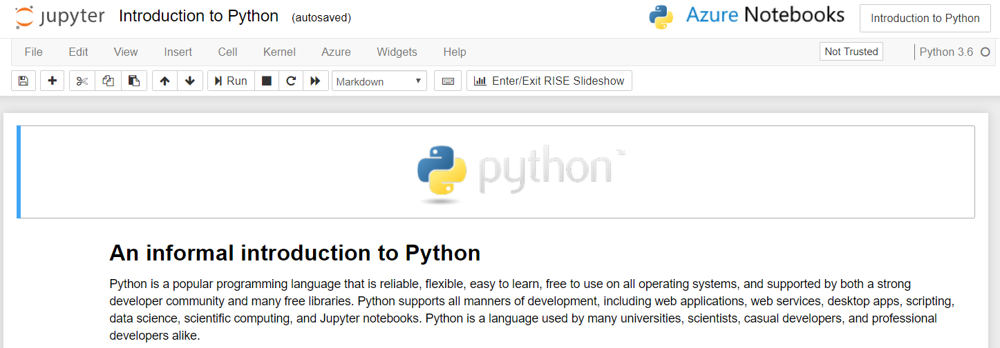 jupyter Introduction to Python (autosaved) Azure Notebooks Introduction to Python
File Edit View Insert Cell Kernel Azure Widgets Help Not Trusted Python 3.6
Run Markdown Enter/Exit RISE Slideshow
python™
An informal introduction to Python
Python is a popular programming language that is reliable, flexible, easy to learn, free to use on all operating systems, and supported by both a strong
developer community and many free libraries. Python supports all manners of development, including web applications, web services, desktop apps, scripting,
data science, scientific computing, and Jupyter notebooks. Python is a language used by many universities, scientists, casual developers, and professional
developers alike.